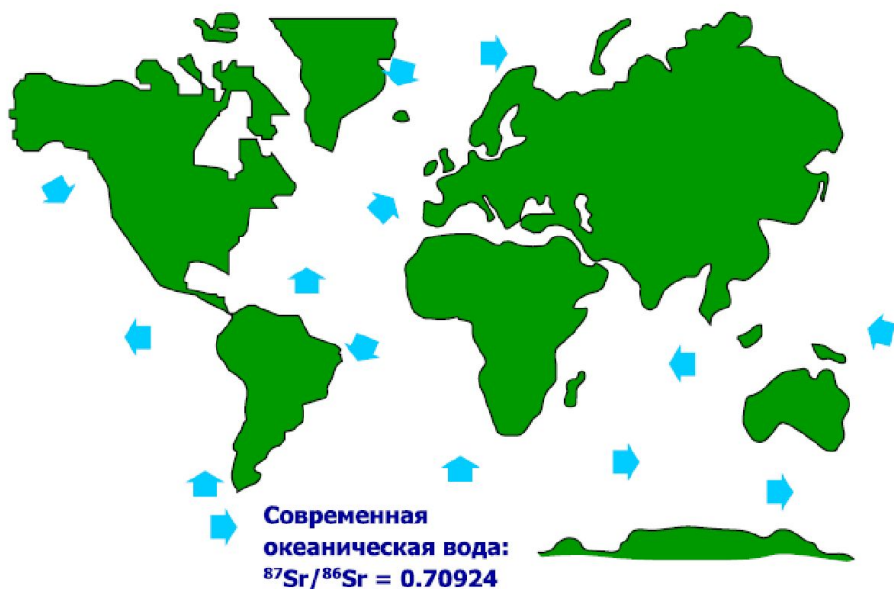 Современная
океаническая вода:
⁸⁷Sr/⁸⁶Sr = 0.70924